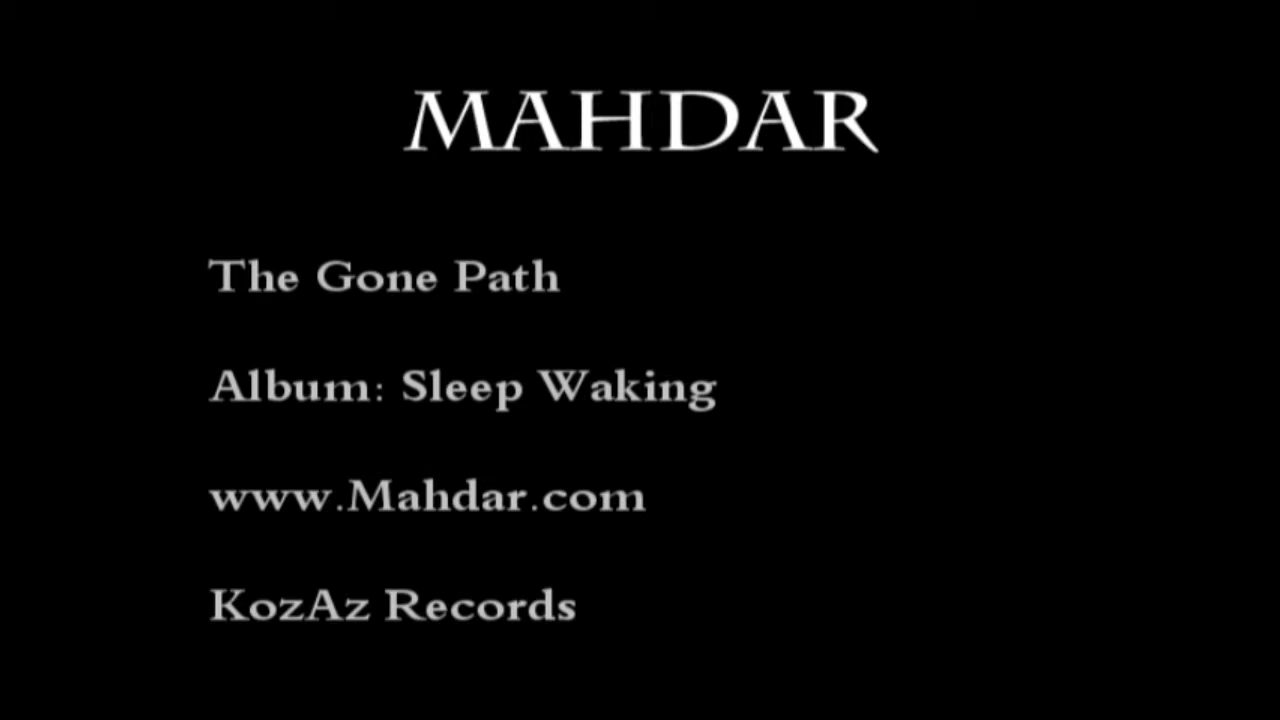 MAHDAR
The Gone Path
Album: Sleep Waking
www.Mahdar.com
KozAz Records